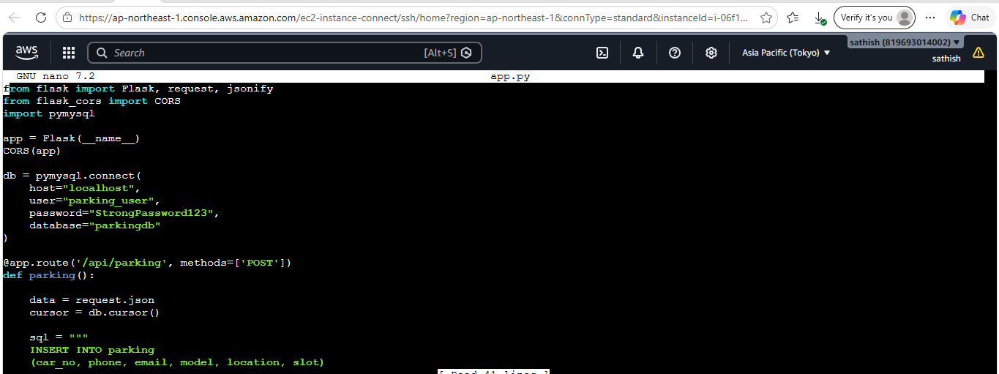 https://ap-northeast-1.console.aws.amazon.com/ec2-instance-connect/ssh/home?region=ap-northeast-1&connType=standard&instanceId=i-06f1...
Verify it's you
Chat
aws
Search
[Alt+S]
Asia Pacific (Tokyo)
sathish (819693014002)
sathish
GNU nano 7.2 app.py
from flask import Flask, request, jsonify
from flask_cors import CORS
import pymysql
app = Flask(__name__)
CORS(app)
db = pymysql.connect(
    host="localhost",
    user="parking_user",
    password="StrongPassword123",
    database="parkingdb"
)
@app.route('/api/parking', methods=['POST'])
def parking():
    data = request.json
    cursor = db.cursor()
    sql = """
    INSERT INTO parking
    (car_no, phone, email, model, location, slot)
[ Read 41 lines ]